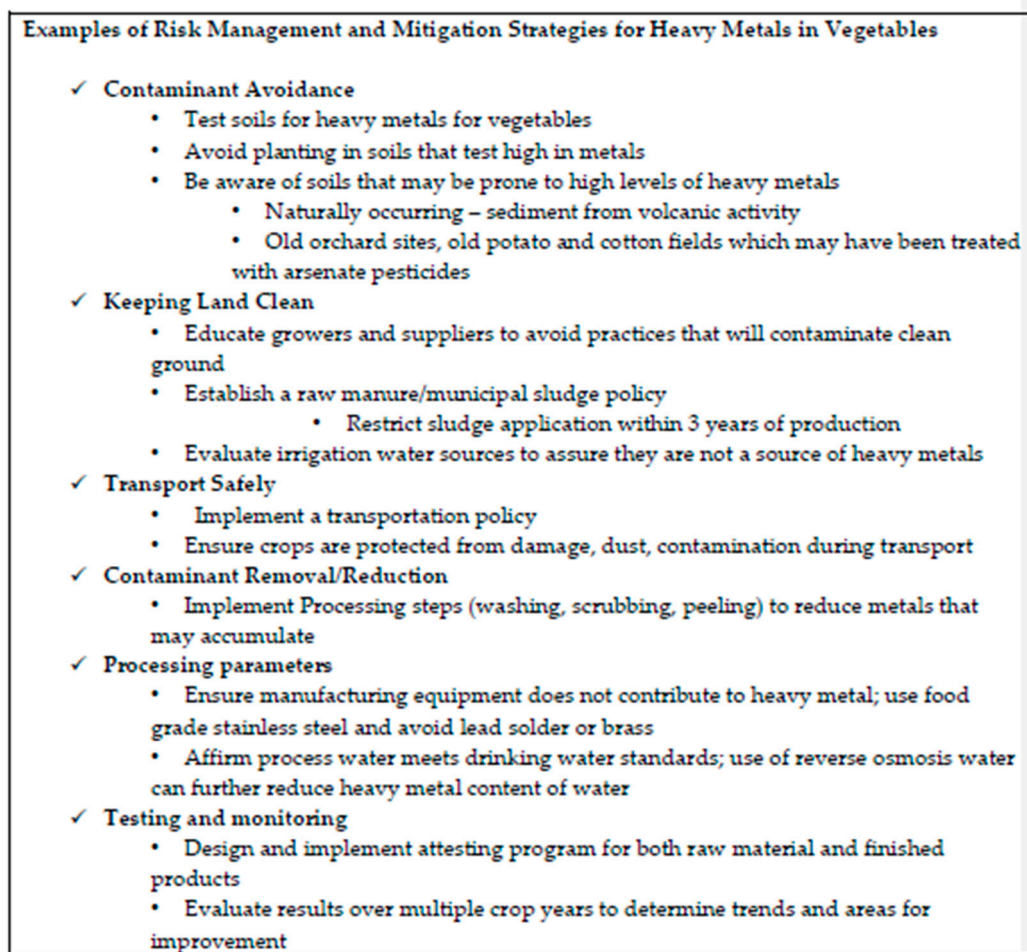 Examples of Risk Management and Mitigation Strategies for Heavy Metals in Vegetables
✓ Contaminant Avoidance
• Test soils for heavy metals for vegetables
• Avoid planting in soils that test high in metals
• Be aware of soils that may be prone to high levels of heavy metals
• Naturally occurring – sediment from volcanic activity
• Old orchard sites, old potato and cotton fields which may have been treated
with arsenate pesticides
✓ Keeping Land Clean
• Educate growers and suppliers to avoid practices that will contaminate clean
ground
• Establish a raw manure/municipal sludge policy
• Restrict sludge application within 3 years of production
• Evaluate irrigation water sources to assure they are not a source of heavy metals
✓ Transport Safely
• Implement a transportation policy
• Ensure crops are protected from damage, dust, contamination during transport
✓ Contaminant Removal/Reduction
• Implement Processing steps (washing, scrubbing, peeling) to reduce metals that
may accumulate
✓ Processing parameters
• Ensure manufacturing equipment does not contribute to heavy metal; use food
grade stainless steel and avoid lead solder or brass
• Affirm process water meets drinking water standards; use of reverse osmosis water
can further reduce heavy metal content of water
✓ Testing and monitoring
• Design and implement attesting program for both raw material and finished
products
• Evaluate results over multiple crop years to determine trends and areas for
improvement